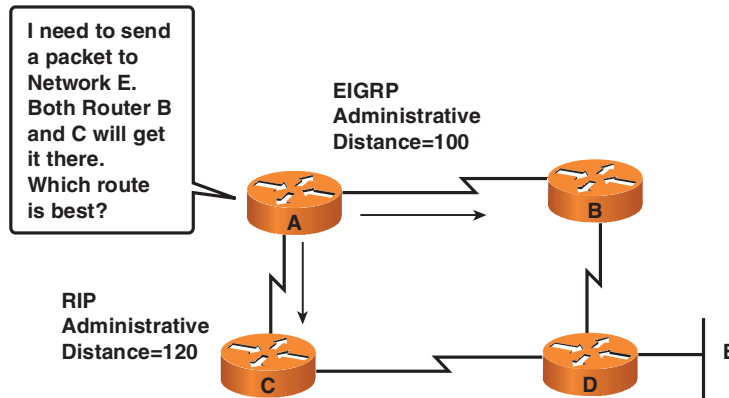 I need to send
a packet to
Network E.
Both Router B
and C will get
it there.
Which route
is best?
EIGRP
Administrative
Distance=100
A
B
RIP
Administrative
Distance=120
C
D
E